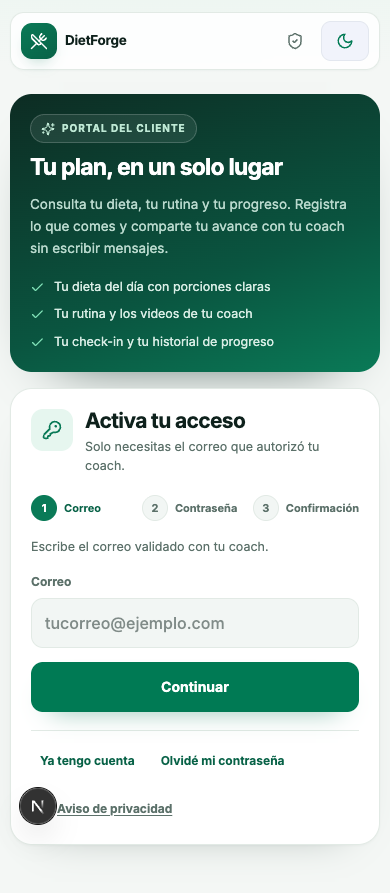 DietForge
PORTAL DEL CLIENTE
Tu plan, en un solo lugar
Consulta tu dieta, tu rutina y tu progreso. Registra
lo que comes y comparte tu avance con tu coach
sin escribir mensajes.
Tu dieta del día con porciones claras
Tu rutina y los videos de tu coach
Tu check-in y tu historial de progreso
Activa tu acceso
Solo necesitas el correo que autorizó tu
coach.
1 Correo 2 Contraseña 3 Confirmación
Escribe el correo validado con tu coach.
Correo
tucorreo@ejemplo.com
Continuar
Ya tengo cuenta Olvidé mi contraseña
N Aviso de privacidad